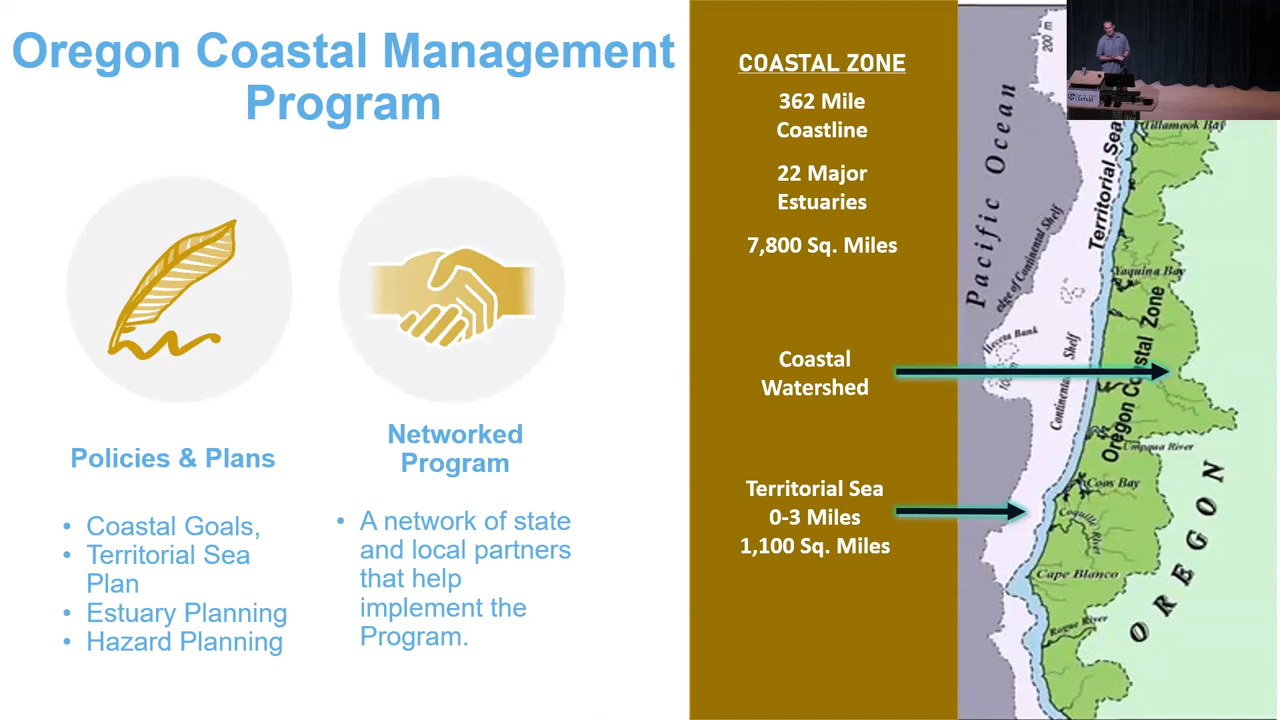 Oregon Coastal Management
Program
Policies & Plans
• Coastal Goals,
• Territorial Sea
Plan
• Estuary Planning
• Hazard Planning
Networked
Program
• A network of state
and local partners
that help
implement the
Program.
COASTAL ZONE
362 Mile
Coastline
22 Major
Estuaries
7,800 Sq. Miles
Coastal
Watershed
Territorial Sea
0-3 Miles
1,100 Sq. Miles
200 m
Pacific Ocean
edge of Continental Shelf
Territorial Sea
Tillamook Bay
Yaquina Bay
Heceta Bank
Continental Shelf
Oregon Coastal Zone
Umpqua River
Coos Bay
Coquille River
Cape Blanco
Rogue River
OREGON